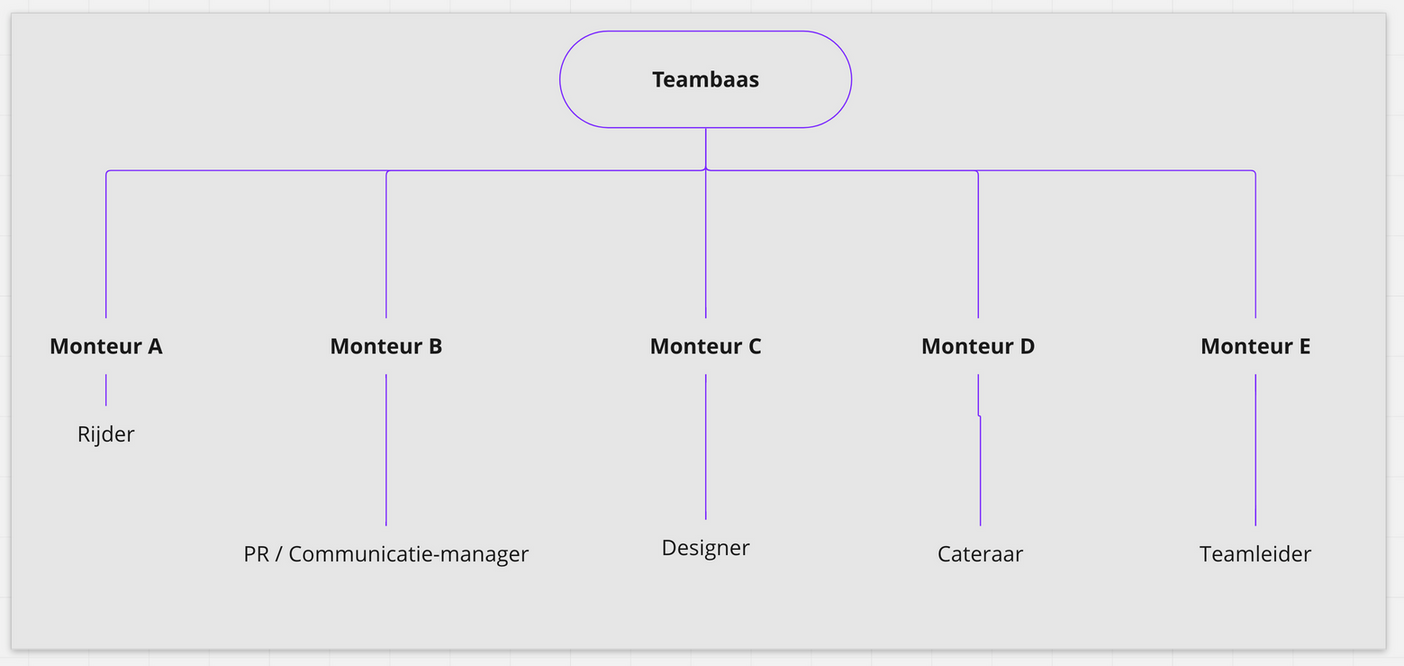 Teambaas
Monteur A
Monteur B
Monteur C
Monteur D
Monteur E
Rijder
PR / Communicatie-manager
Designer
Cateraar
Teamleider